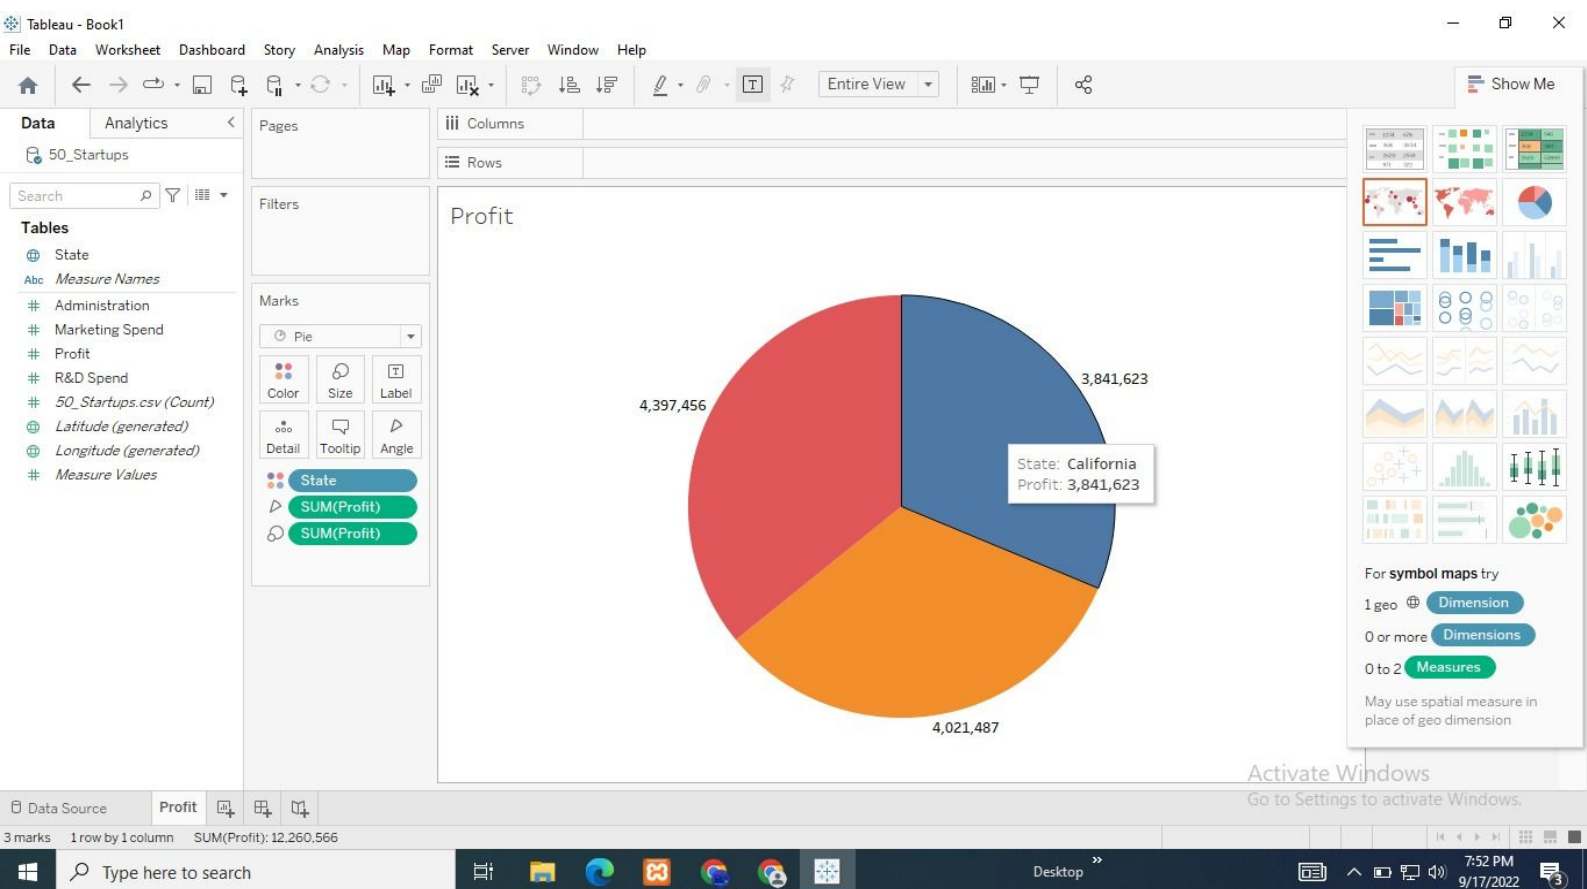 Tableau - Book1
File Data Worksheet Dashboard Story Analysis Map Format Server Window Help
Entire View
Show Me
Data Analytics
Pages
Columns
50_Startups
Rows
Search
Filters
Profit
Tables
State
Abc Measure Names
Administration
Marketing Spend
Profit
R&D Spend
50_Startups.csv (Count)
Latitude (generated)
Longitude (generated)
Measure Values
Marks
Pie
Color Size Label
Detail Tooltip Angle
State
SUM(Profit)
SUM(Profit)
3,841,623
4,397,456
State: California
Profit: 3,841,623
4,021,487
For symbol maps try
1 geo Dimension
0 or more Dimensions
0 to 2 Measures
May use spatial measure in
place of geo dimension
Activate Windows
Go to Settings to activate Windows.
Data Source Profit
3 marks 1 row by 1 column SUM(Profit): 12,260,566
Type here to search
Desktop
7:52 PM
9/17/2022
3